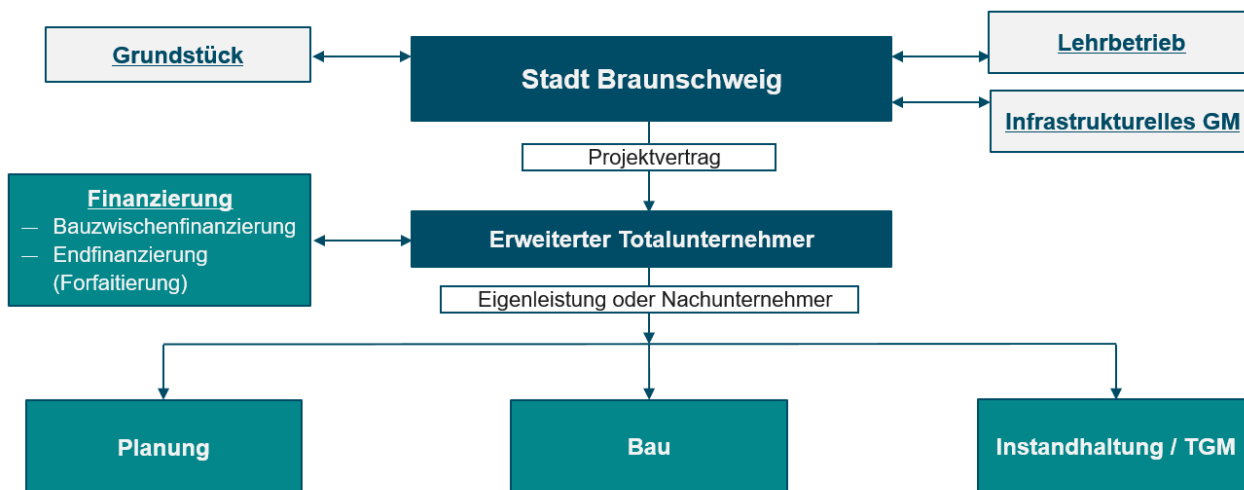 Grundstück
Stadt Braunschweig
Lehrbetrieb
Infrastrukturelles GM
Projektvertrag
Finanzierung
— Bauzwischenfinanzierung
— Endfinanzierung
(Forfaitierung)
Erweiterter Totalunternehmer
Eigenleistung oder Nachunternehmer
Planung
Bau
Instandhaltung / TGM